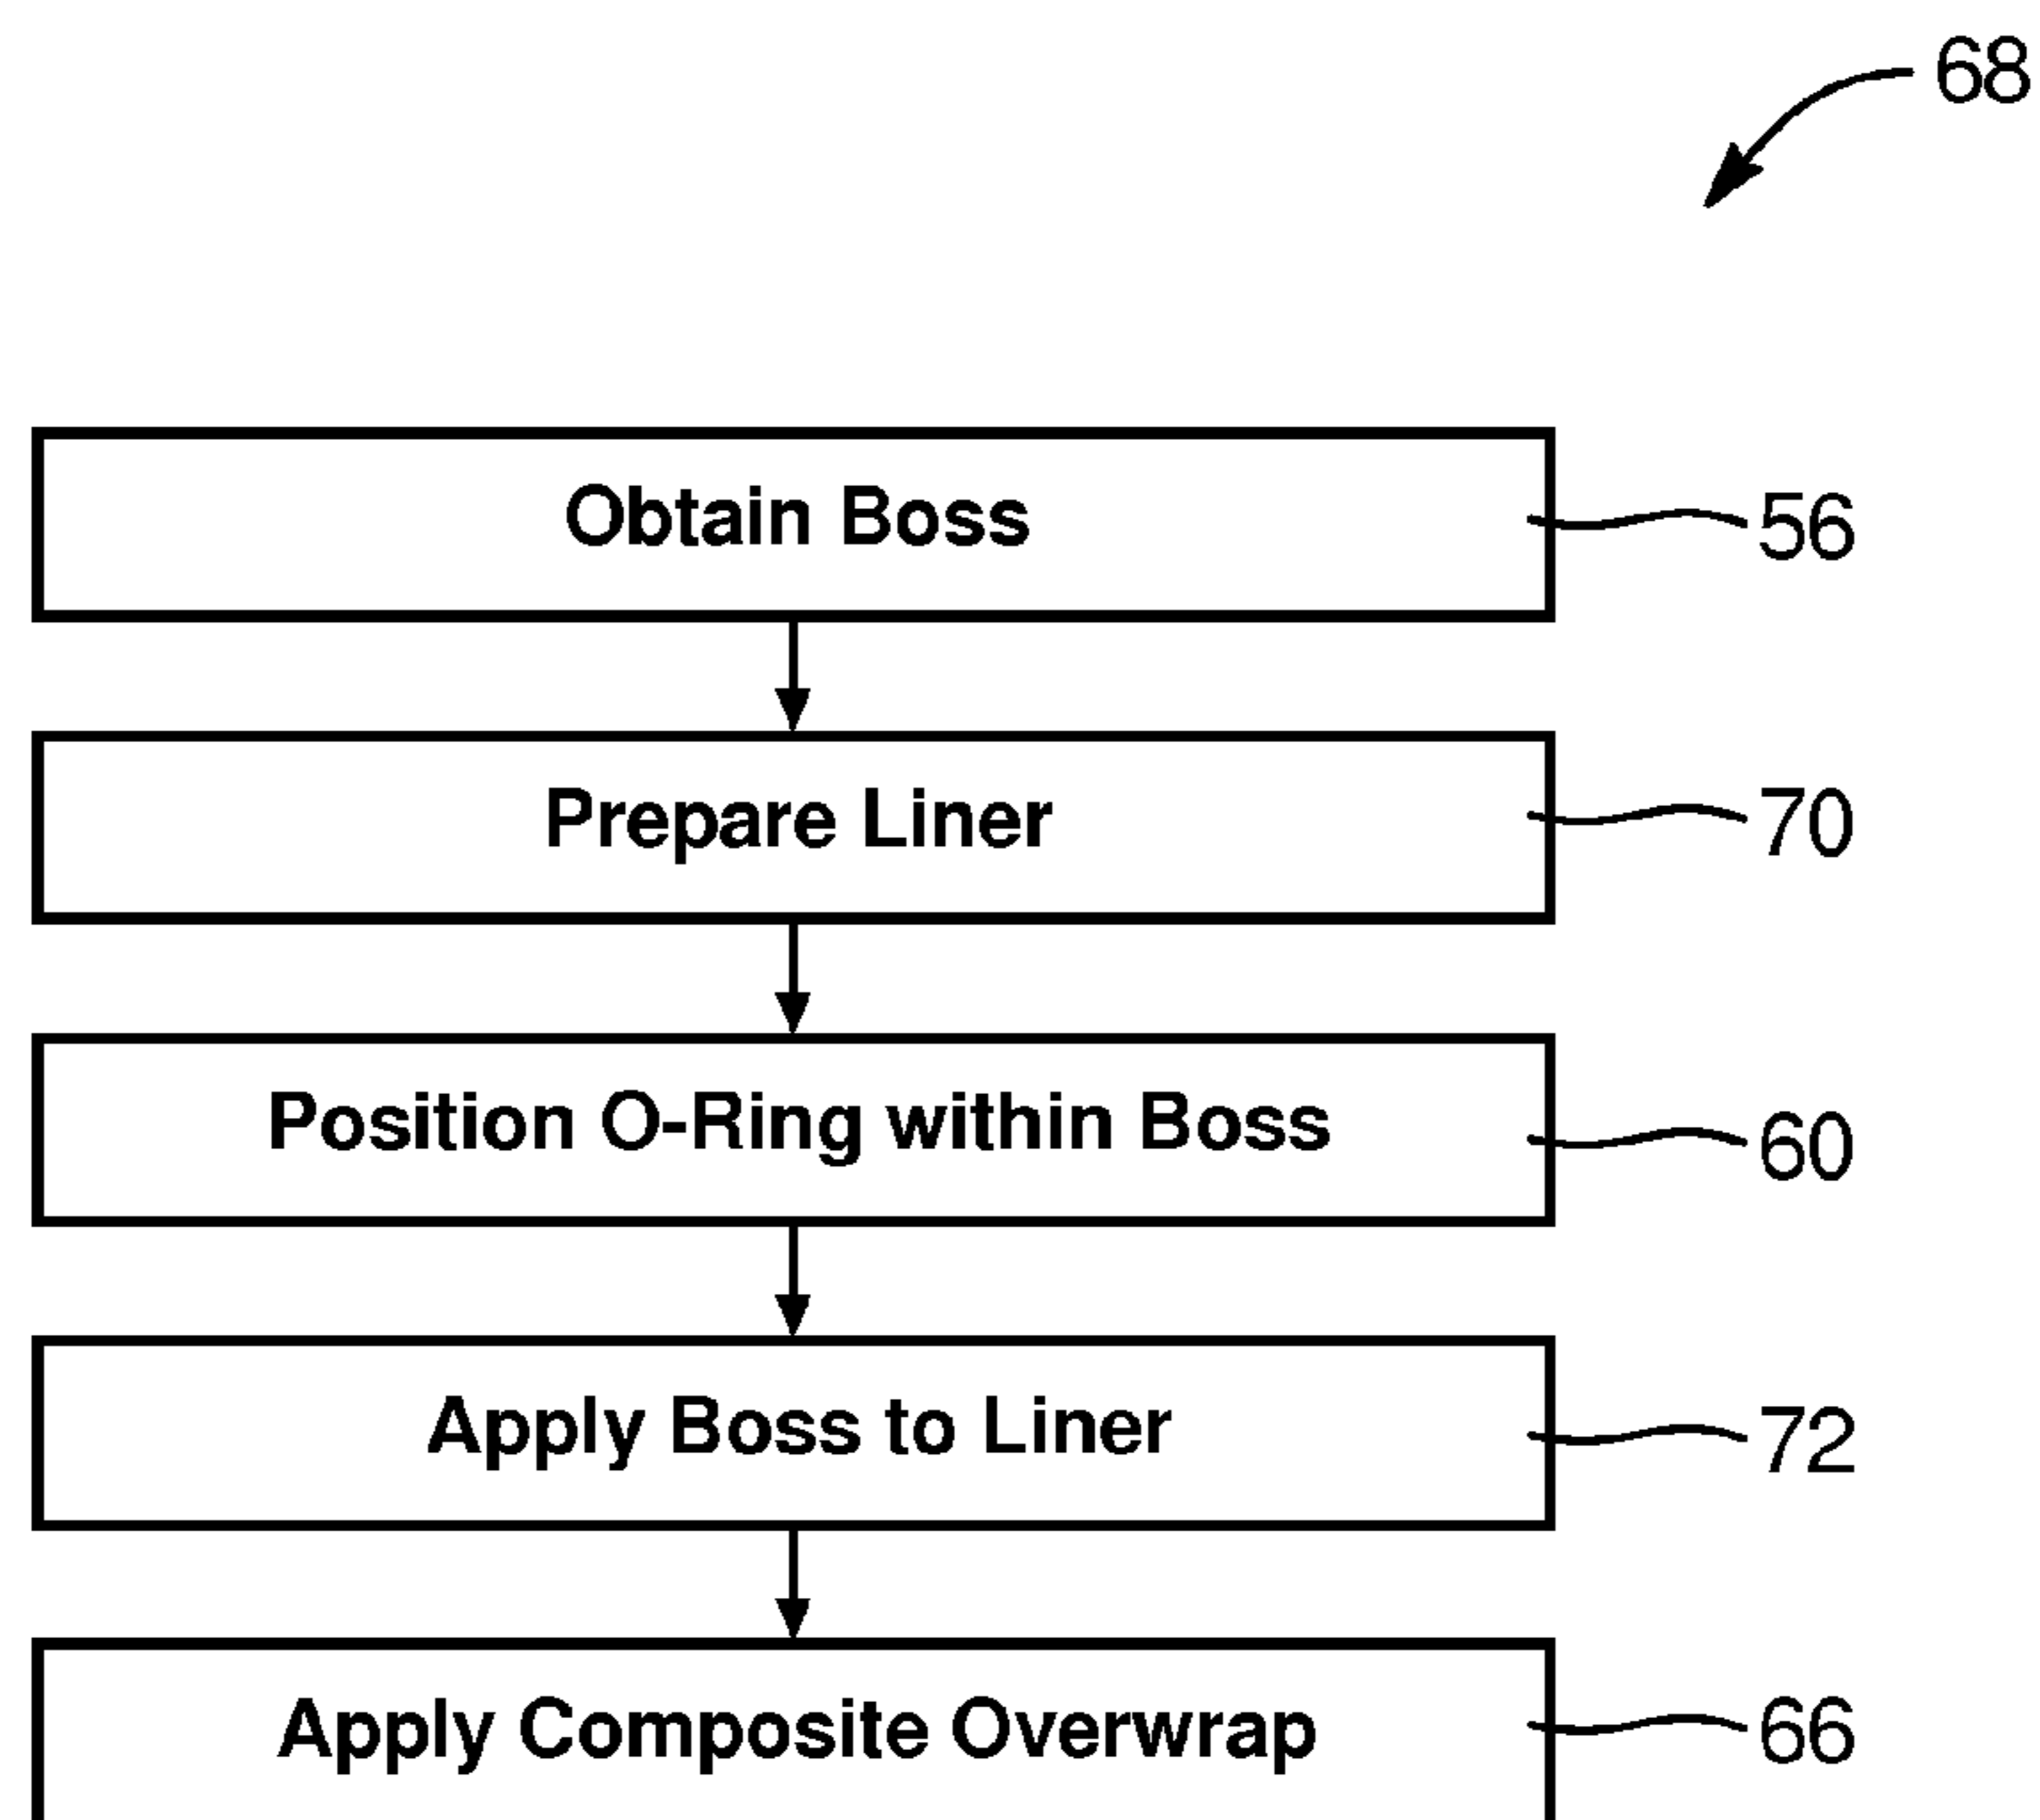 68
Obtain Boss
56
Prepare Liner
70
Position O-Ring within Boss
60
Apply Boss to Liner
72
Apply Composite Overwrap
66